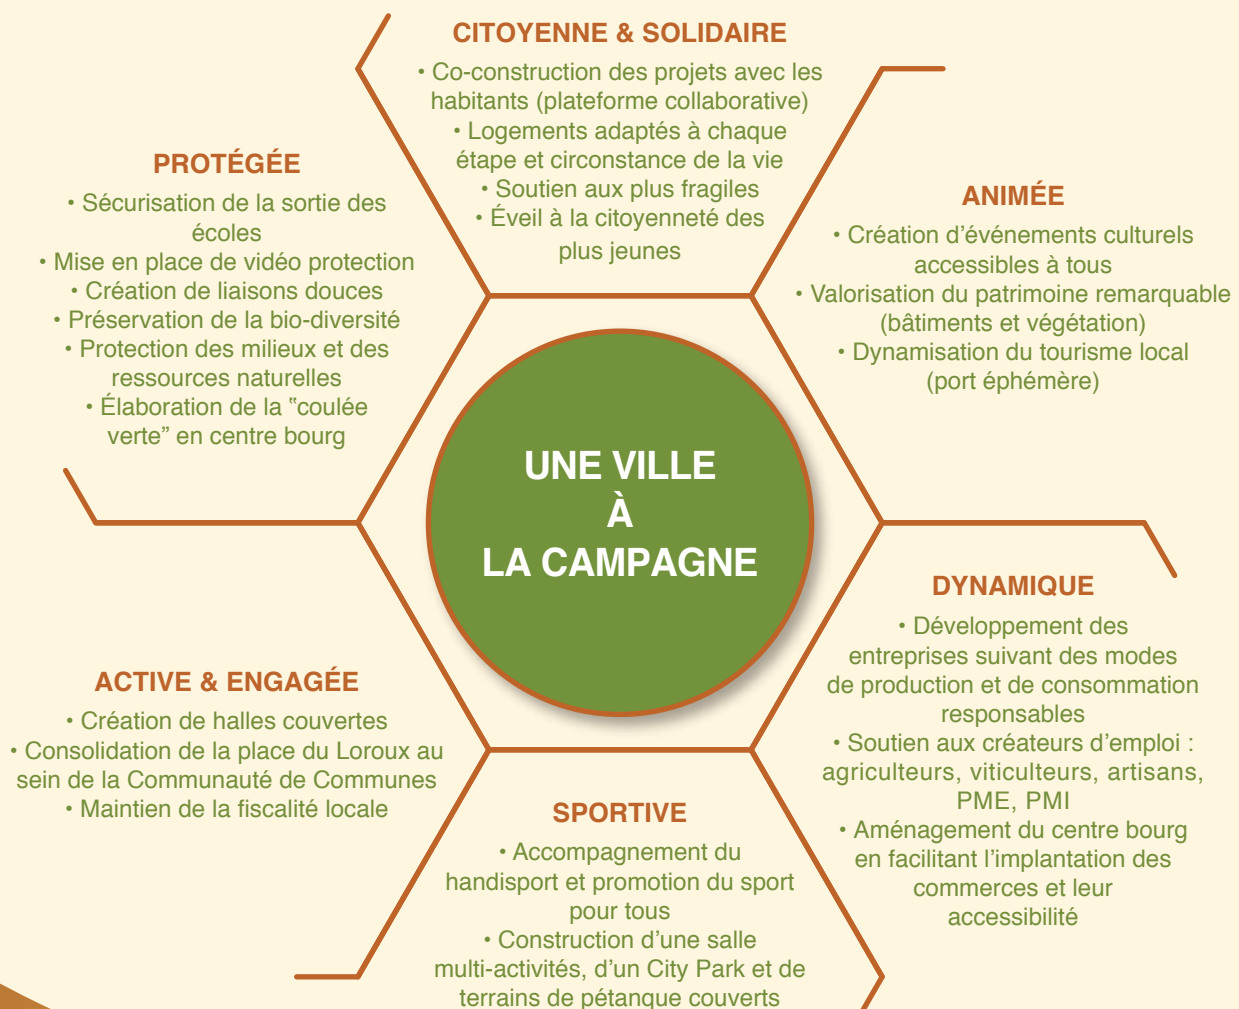 CITOYENNE & SOLIDAIRE
• Co-construction des projets avec les
habitants (plateforme collaborative)
• Logements adaptés à chaque
étape et circonstance de la vie
• Soutien aux plus fragiles
• Éveil à la citoyenneté des
plus jeunes
PROTÉGÉE
• Sécurisation de la sortie des
écoles
• Mise en place de vidéo protection
• Création de liaisons douces
• Préservation de la bio-diversité
• Protection des milieux et des
ressources naturelles
• Élaboration de la "coulée
verte” en centre bourg
ANIMÉE
• Création d’événements culturels
accessibles à tous
• Valorisation du patrimoine remarquable
(bâtiments et végétation)
• Dynamisation du tourisme local
(port éphémère)
UNE VILLE
À
LA CAMPAGNE
DYNAMIQUE
• Développement des
entreprises suivant des modes
de production et de consommation
responsables
• Soutien aux créateurs d’emploi :
agriculteurs, viticulteurs, artisans,
PME, PMI
• Aménagement du centre bourg
en facilitant l’implantation des
commerces et leur
accessibilité
ACTIVE & ENGAGÉE
• Création de halles couvertes
• Consolidation de la place du Loroux au
sein de la Communauté de Communes
• Maintien de la fiscalité locale
SPORTIVE
• Accompagnement du
handisport et promotion du sport
pour tous
• Construction d’une salle
multi-activités, d’un City Park et de
terrains de pétanque couverts